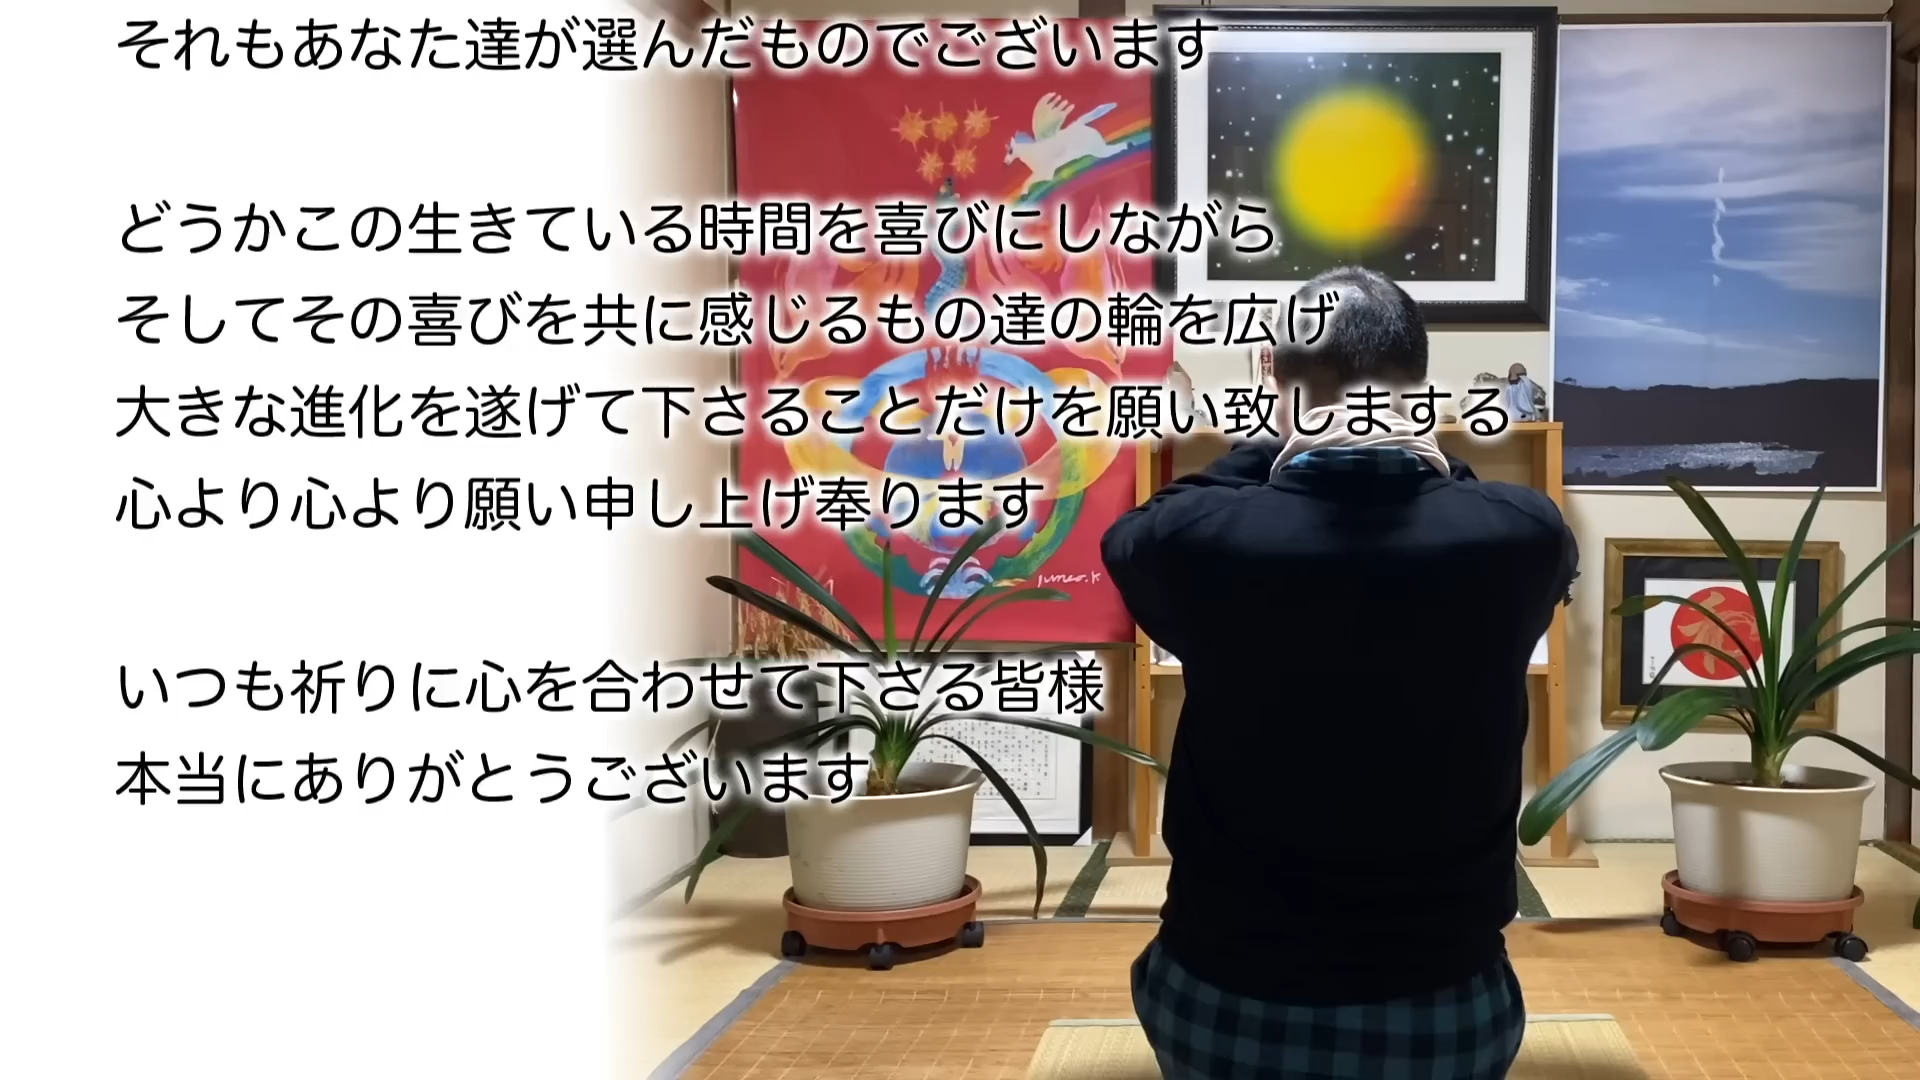 それもあなた達が選んだものでございます
どうかこの生きている時間を喜びにしながら
そしてその喜びを共に感じるもの達の輪を広げ
大きな進化を遂げて下さることだけを願い致しまする
心より心より願い申し上げ奉ります
いつも祈りに心を合わせて下さる皆様
本当にありがとうございます